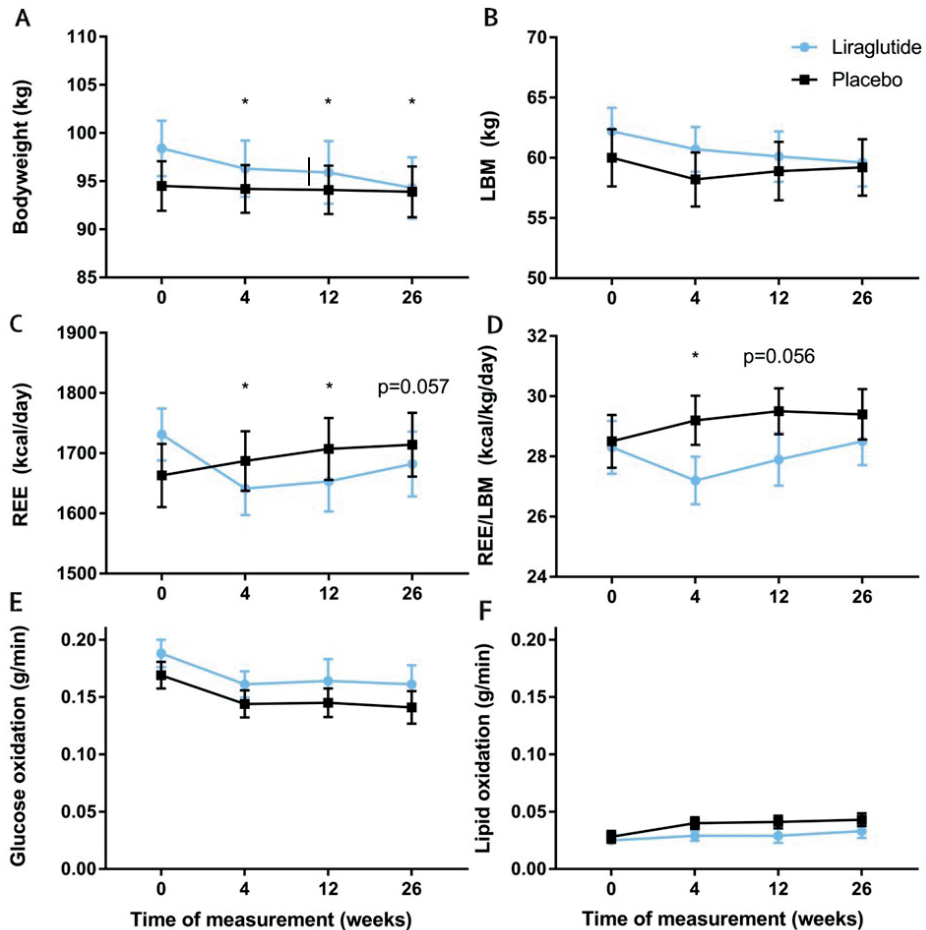 A
Bodyweight (kg)
110
105
100
95
90
85
* * *
0 4 12 26
B
LBM (kg)
70
65
60
55
50
Liraglutide
Placebo
0 4 12 26
C
REE (kcal/day)
1900
1800
1700
1600
1500
* * p=0.057
0 4 12 26
D
REE/LBM (kcal/kg/day)
32
30
28
26
24
* p=0.056
0 4 12 26
E
Glucose oxidation (g/min)
0.20
0.15
0.10
0.05
0.00
0 4 12 26
Time of measurement (weeks)
F
Lipid oxidation (g/min)
0.20
0.15
0.10
0.05
0.00
0 4 12 26
Time of measurement (weeks)